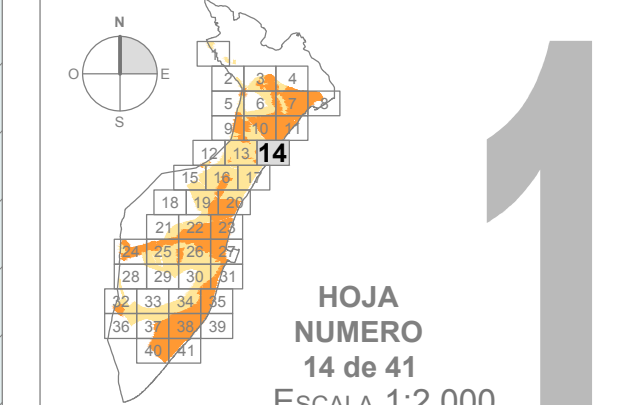 N
O E
S
1
2 3 4
5 6 7 8
9 10 11
12 13 14
15 16 17
18 19 20
21 22 23
24 25 26 27
28 29 30 31
32 33 34 35
36 37 38 39
40 41
HOJA
NUMERO
14 de 41
ESCALA 1:2.000
1